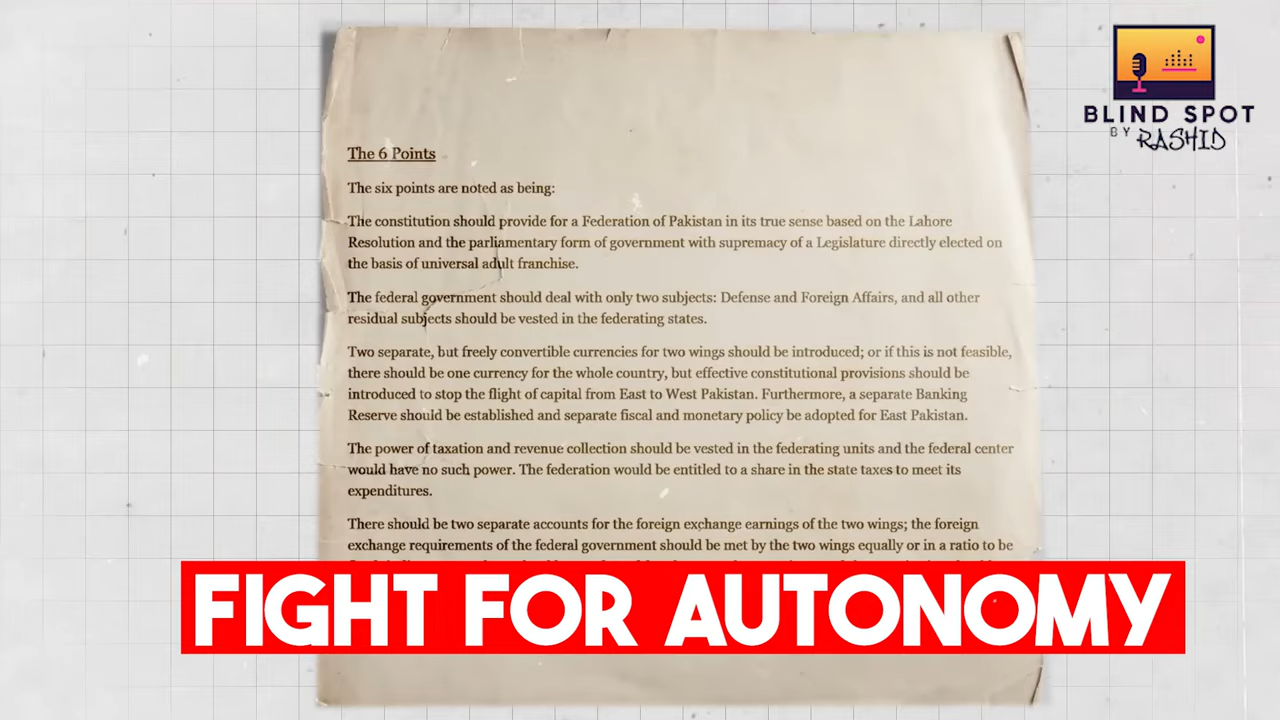 BLIND SPOT
BY RASHID
The 6 Points
The six points are noted as being:
The constitution should provide for a Federation of Pakistan in its true sense based on the Lahore
Resolution and the parliamentary form of government with supremacy of a Legislature directly elected on
the basis of universal adult franchise.
The federal government should deal with only two subjects: Defense and Foreign Affairs, and all other
residual subjects should be vested in the federating states.
Two separate, but freely convertible currencies for two wings should be introduced; or if this is not feasible,
there should be one currency for the whole country, but effective constitutional provisions should be
introduced to stop the flight of capital from East to West Pakistan. Furthermore, a separate Banking
Reserve should be established and separate fiscal and monetary policy be adopted for East Pakistan.
The power of taxation and revenue collection should be vested in the federating units and the federal center
would have no such power. The federation would be entitled to a share in the state taxes to meet its
expenditures.
There should be two separate accounts for the foreign exchange earnings of the two wings; the foreign
exchange requirements of the federal government should be met by the two wings equally or in a ratio to be
FIGHT FOR AUTONOMY